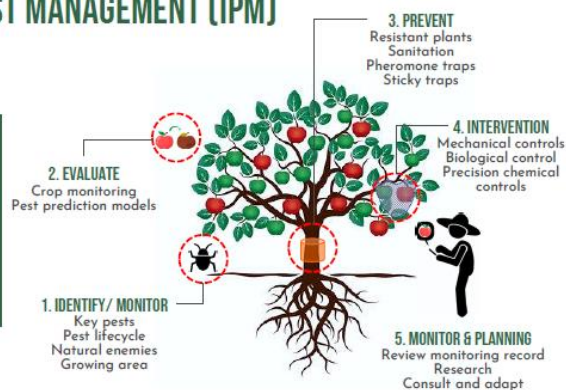 MANAGEMENT (IPM)
3. PREVENT
Resistant plants
Sanitation
Pheromone traps
Sticky traps
4. INTERVENTION
Mechanical controls
Biological control
Precision chemical
controls
2. EVALUATE
Crop monitoring
Pest prediction models
1. IDENTIFY/ MONITOR
Key pests
Pest lifecycle
Natural enemies
Growing area
5. MONITOR & PLANNING
Review monitoring record
Research
Consult and adapt